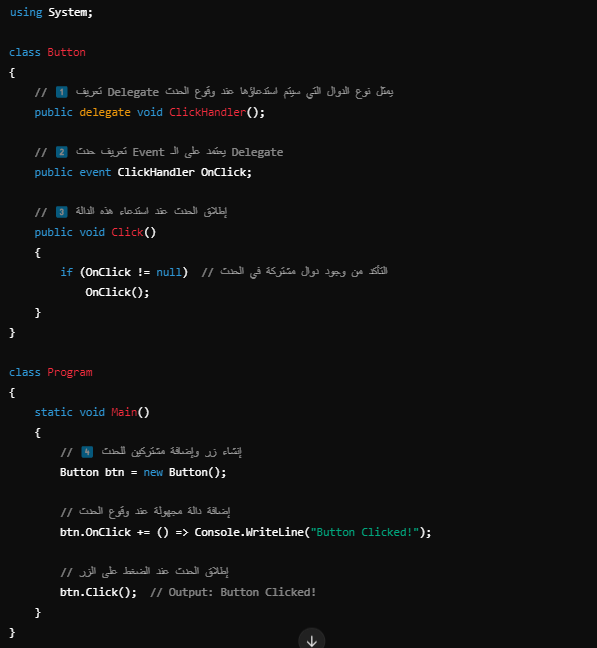 using System;
class Button
{
// 1️⃣ تعريف Delegate يمثل نوع الدوال التي سيتم استدعاؤها عند وقوع الحدث
public delegate void ClickHandler();
// 2️⃣ تعريف حدث Event يعتمد على الـ Delegate
public event ClickHandler OnClick;
// 3️⃣ إطلاق الحدث عند استدعاء هذه الدالة
public void Click()
{
if (OnClick != null) // التأكد من وجود دوال مشتركة في الحدث
OnClick();
}
}
class Program
{
static void Main()
{
// 4️⃣ إنشاء زر وإضافة مشتركين للحدث
Button btn = new Button();
// إضافة دالة مجهولة عند وقوع الحدث
btn.OnClick += () => Console.WriteLine("Button Clicked!");
// إطلاق الحدث عند الضغط على الزر
btn.Click(); // Output: Button Clicked!
}
}